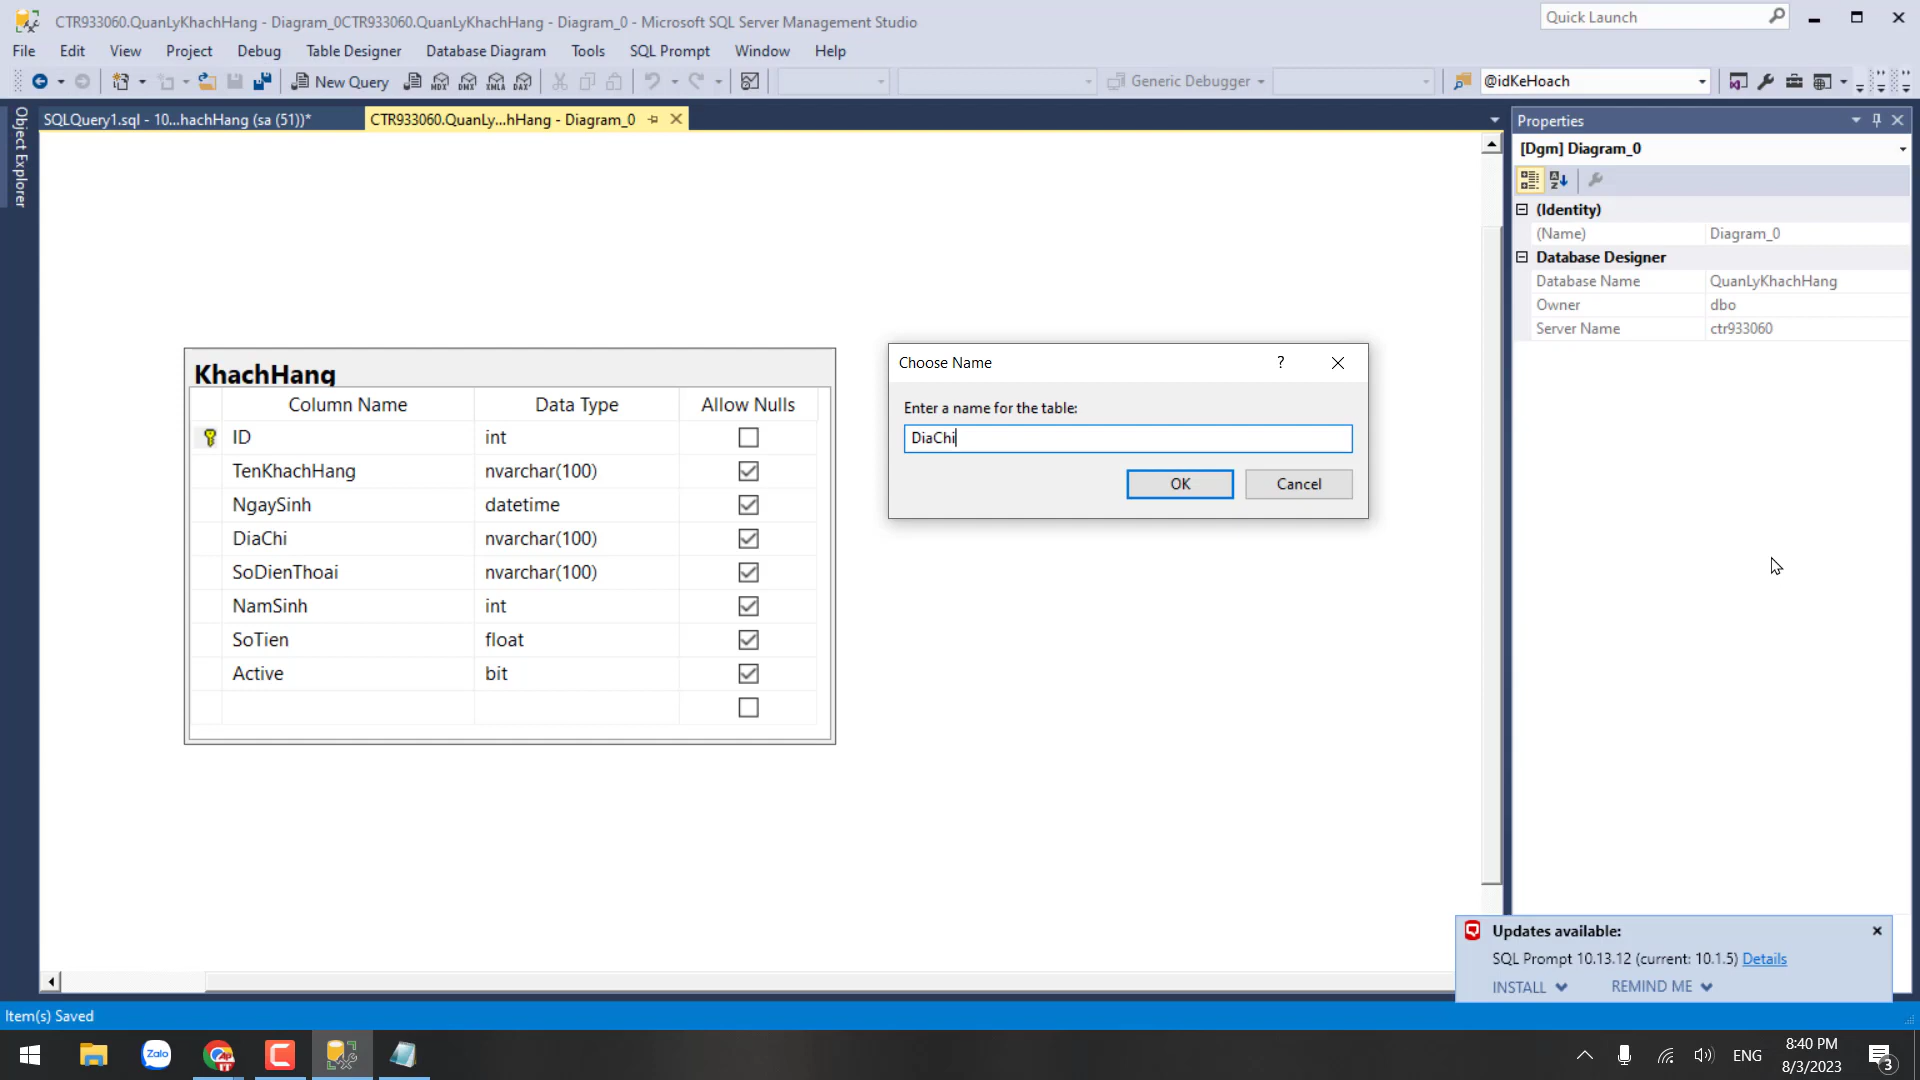 CTR933060.QuanLyKhachHang - Diagram_0CTR933060.QuanLyKhachHang - Diagram_0 - Microsoft SQL Server Management Studio
Quick Launch
File Edit View Project Debug Table Designer Database Diagram Tools SQL Prompt Window Help
New Query MDX DMX XMLA DAX Generic Debugger @idKeHoach
SQLQuery1.sql - 10...hachHang (sa (51))*
CTR933060.QuanLy...hHang - Diagram_0
Object Explorer
Properties
[Dgm] Diagram_0
(Identity)
(Name) Diagram_0
Database Designer
Database Name QuanLyKhachHang
Owner dbo
Server Name ctr933060
KhachHang
Column Name Data Type Allow Nulls
ID int
TenKhachHang nvarchar(100)
NgaySinh datetime
DiaChi nvarchar(100)
SoDienThoai nvarchar(100)
NamSinh int
SoTien float
Active bit
Choose Name ?
Enter a name for the table:
DiaChi
OK Cancel
Updates available:
SQL Prompt 10.13.12 (current: 10.1.5) Details
INSTALL REMIND ME
Item(s) Saved
Zalo
ENG
8:40 PM
8/3/2023
3